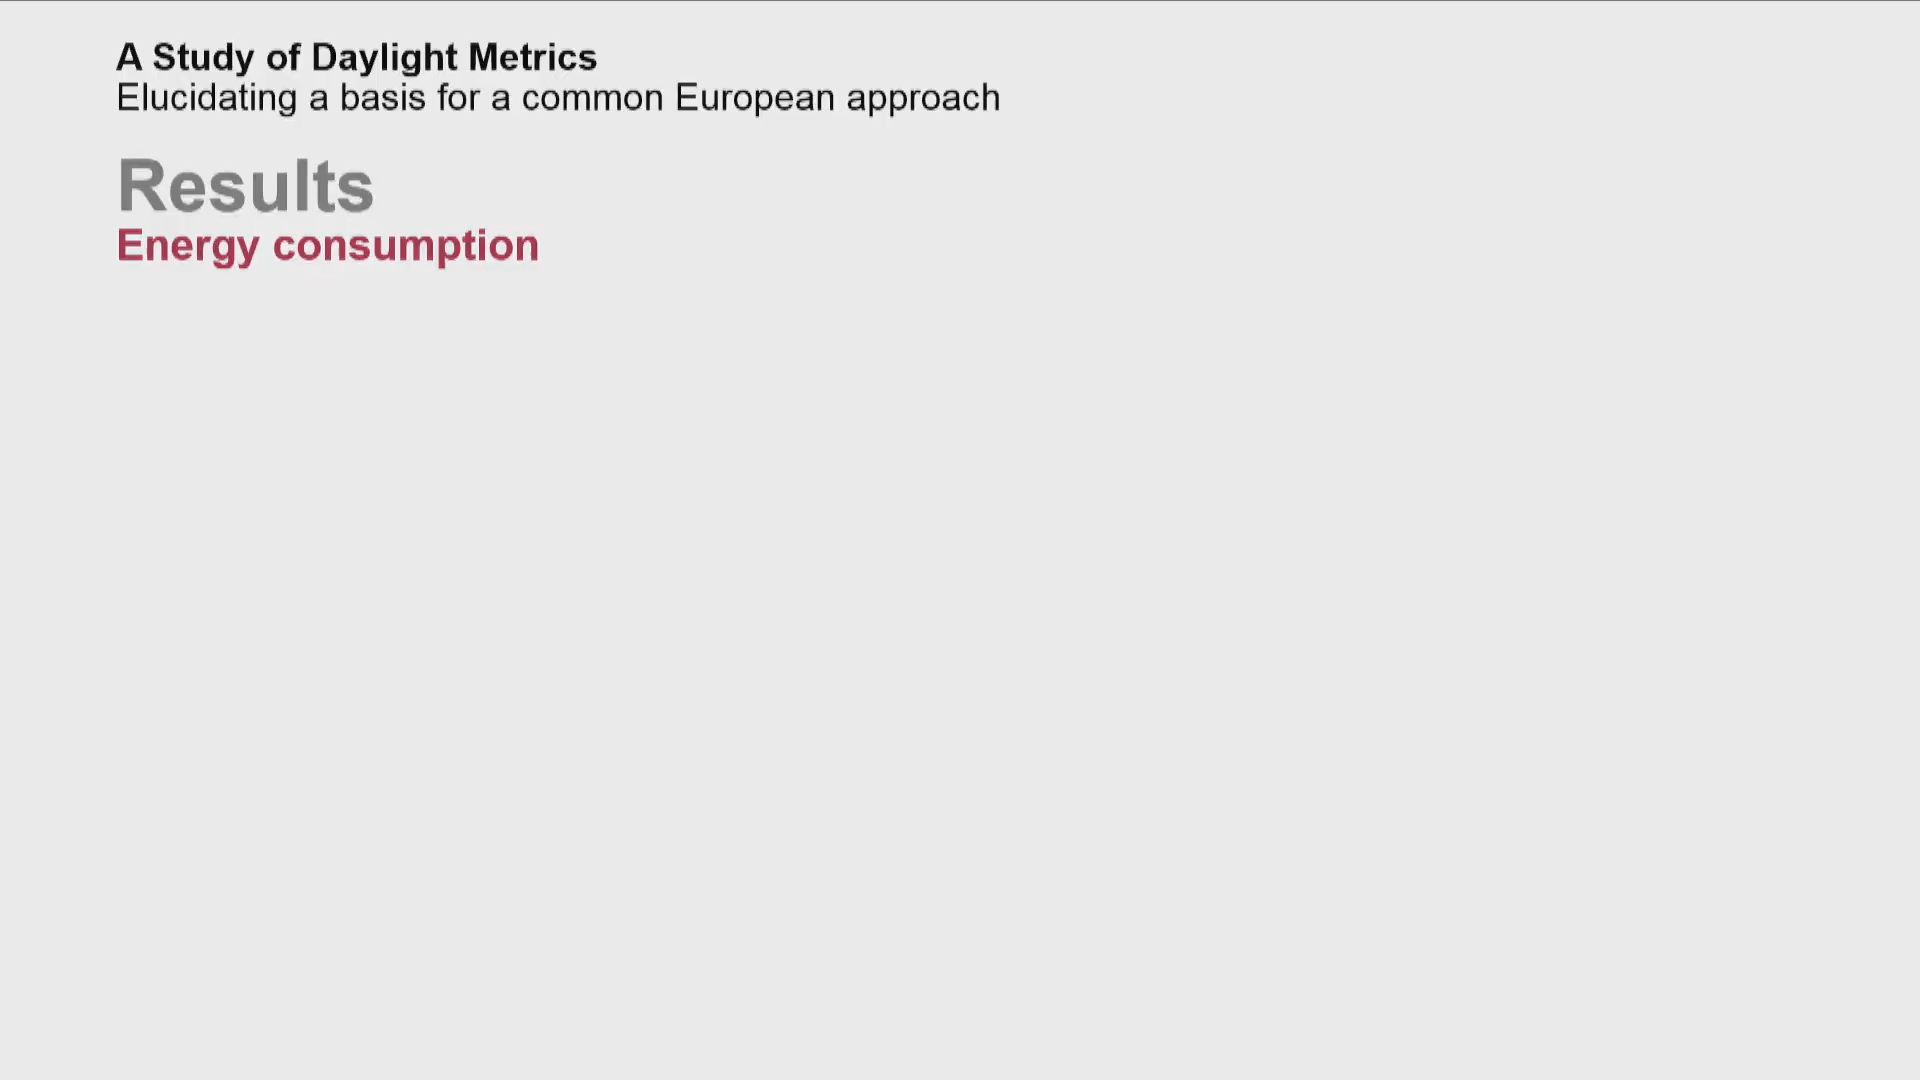 A Study of Daylight Metrics
Elucidating a basis for a common European approach
Results
Energy consumption